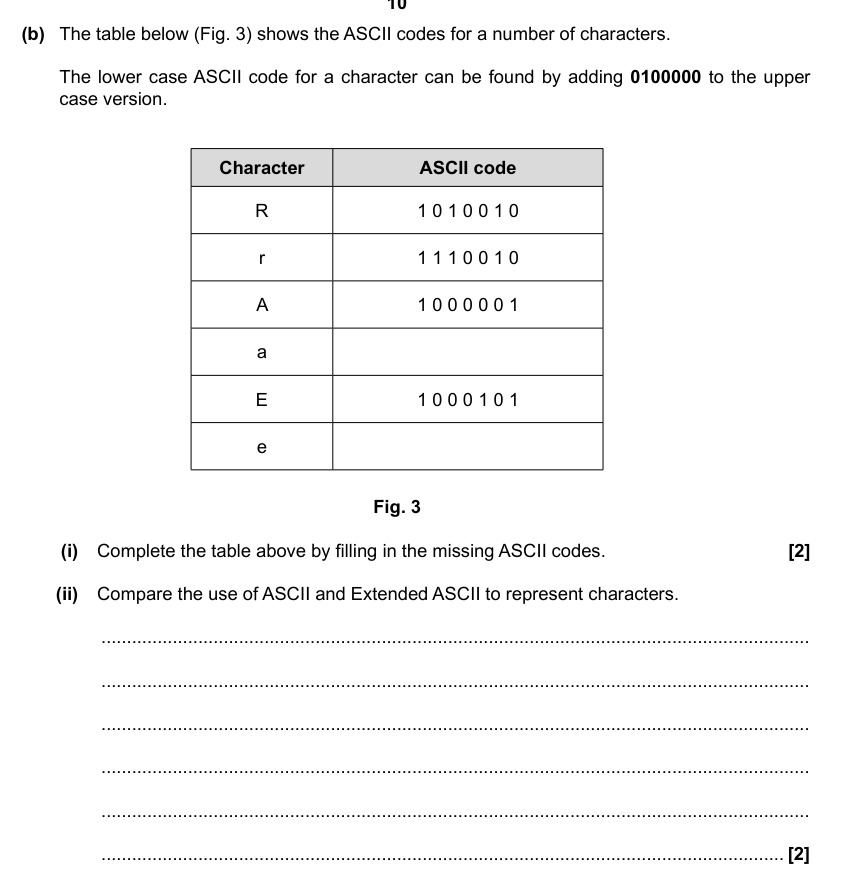 10
(b) The table below (Fig. 3) shows the ASCII codes for a number of characters.
The lower case ASCII code for a character can be found by adding 0100000 to the upper
case version.
Character ASCII code
R 1 0 1 0 0 1 0
r 1 1 1 0 0 1 0
A 1 0 0 0 0 0 1
a
E 1 0 0 0 1 0 1
e
Fig. 3
(i) Complete the table above by filling in the missing ASCII codes. [2]
(ii) Compare the use of ASCII and Extended ASCII to represent characters.
[2]